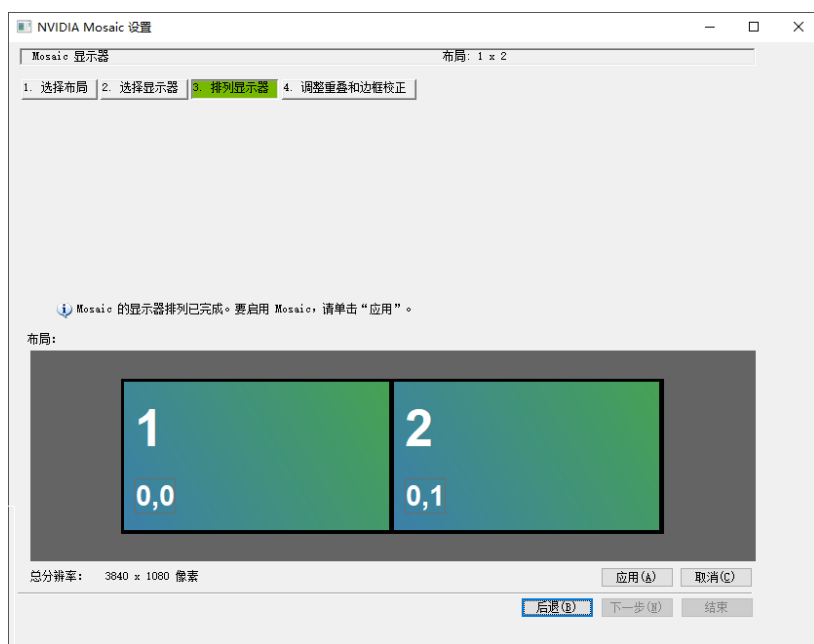 NVIDIA Mosaic 设置
Mosaic 显示器 布局: 1 x 2
1. 选择布局 2. 选择显示器 3. 排列显示器 4. 调整重叠和边框校正
Mosaic 的显示器排列已完成。要启用 Mosaic，请单击“应用”。
布局:
1 2
0,0 0,1
总分辨率: 3840 x 1080 像素 应用(A) 取消(C)
后退(B) 下一步(N) 结束